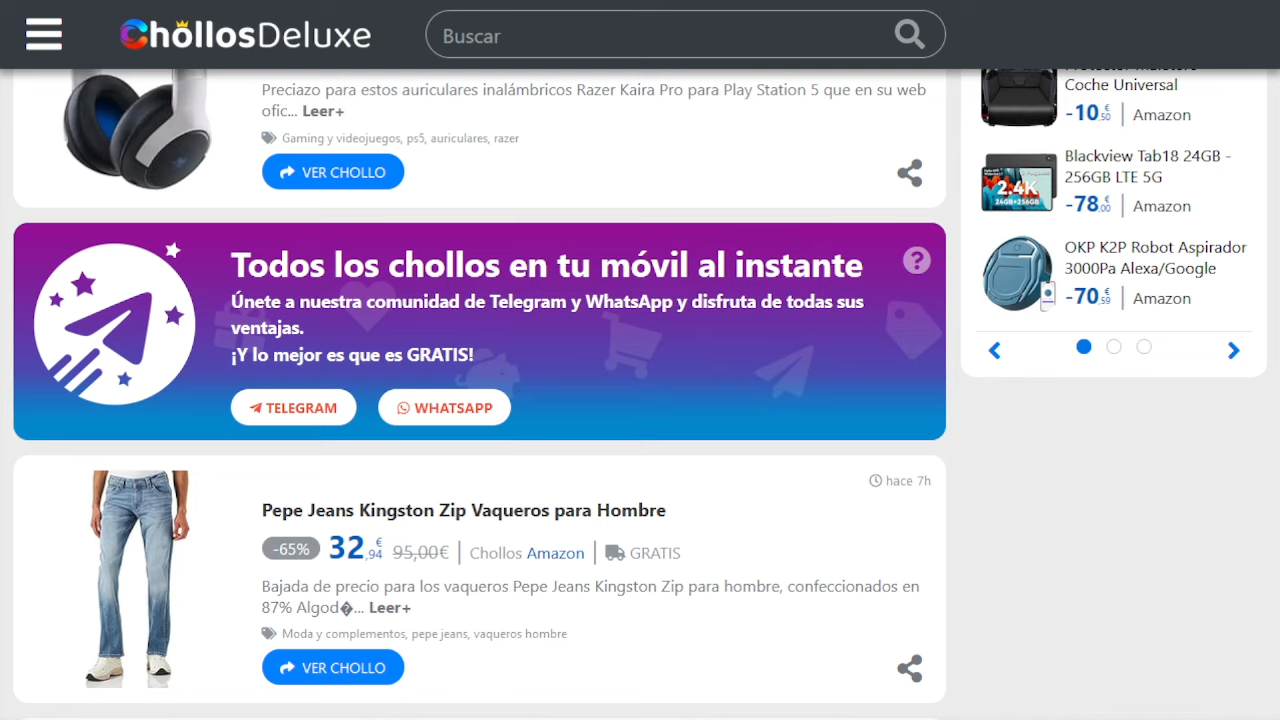 ChollosDeluxe
Buscar
Preciazo para estos auriculares inalámbricos Razer Kaira Pro para Play Station 5 que en su web
ofic... Leer+
Gaming y videojuegos, ps5, auriculares, razer
VER CHOLLO
Coche Universal
-10,50€ | Amazon
Blackview Tab18 24GB -
256GB LTE 5G
-78,00€ | Amazon
2.4K
24GB+256GB
OKP K2P Robot Aspirador
3000Pa Alexa/Google
-70,59€ | Amazon
Todos los chollos en tu móvil al instante
?
Únete a nuestra comunidad de Telegram y WhatsApp y disfruta de todas sus
ventajas.
¡Y lo mejor es que es GRATIS!
TELEGRAM
WHATSAPP
hace 7h
Pepe Jeans Kingston Zip Vaqueros para Hombre
-65% 32,94€ 95,00€ | Chollos Amazon | GRATIS
Bajada de precio para los vaqueros Pepe Jeans Kingston Zip para hombre, confeccionados en
87% Algod�... Leer+
Moda y complementos, pepe jeans, vaqueros hombre
VER CHOLLO